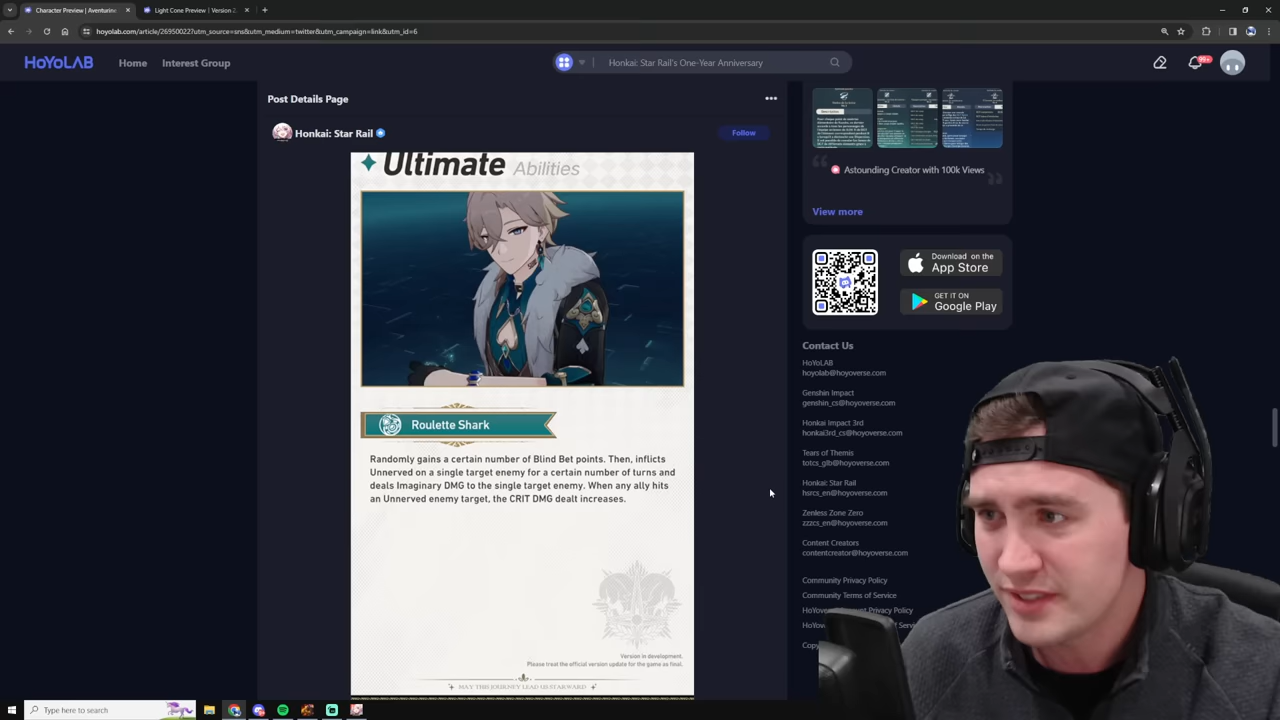 Character Preview | Aventurin
Light Cone Preview | Version 2.
hoyolab.com/article/26950022?utm_source=sns&utm_medium=twitter&utm_campaign=link&utm_id=6
HoYoLAB
Home
Interest Group
Honkai: Star Rail's One-Year Anniversary
99+
Post Details Page
Honkai: Star Rail
Follow
Ultimate Abilities
Roulette Shark
Randomly gains a certain number of Blind Bet points. Then, inflicts
Unnerved on a single target enemy for a certain number of turns and
deals Imaginary DMG to the single target enemy. When any ally hits
an Unnerved enemy target, the CRIT DMG dealt increases.
Version in development.
Please treat the official version update for the game as final.
MAY THIS JOURNEY LEAD US STARWARD
Astounding Creator with 100k Views
View more
Download on the
App Store
GET IT ON
Google Play
Contact Us
HoYoLAB
hoyolab@hoyoverse.com
Genshin Impact
genshin_cs@hoyoverse.com
Honkai Impact 3rd
honkai3rd_cs@hoyoverse.com
Tears of Themis
totcs_glb@hoyoverse.com
Honkai: Star Rail
hsrcs_en@hoyoverse.com
Zenless Zone Zero
zzzcs_en@hoyoverse.com
Content Creators
contentcreator@hoyoverse.com
Community Privacy Policy
Community Terms of Service
Type here to search